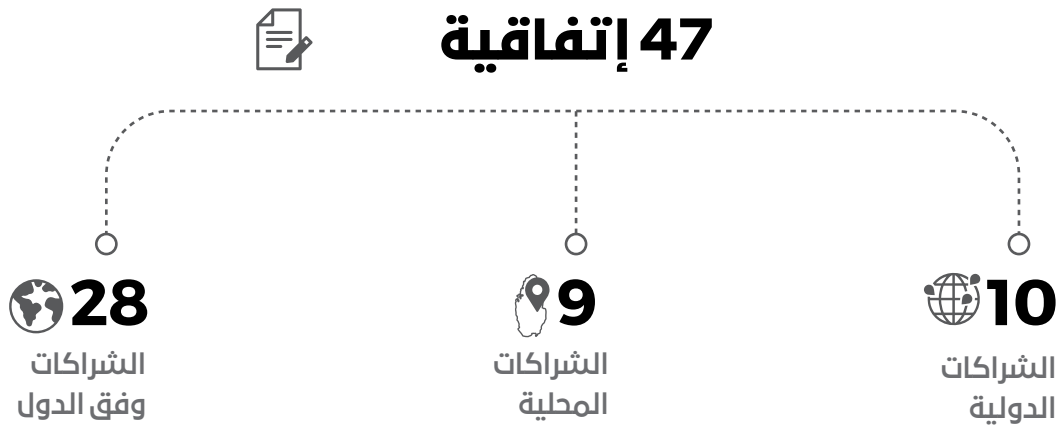 47 إتفاقية
10
الشراكات
الدولية
9
الشراكات
المحلية
28
الشراكات
وفق الدول